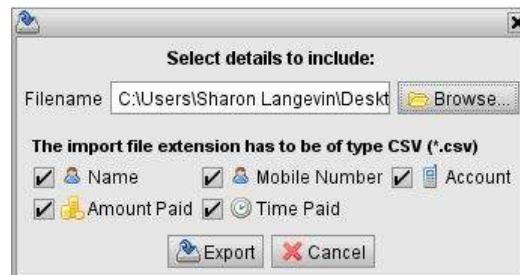 Select details to include:
Filename C:\Users\Sharon Langevin\Deskt Browse...
The import file extension has to be of type CSV (*.csv)
Name Mobile Number Account
Amount Paid Time Paid
Export Cancel